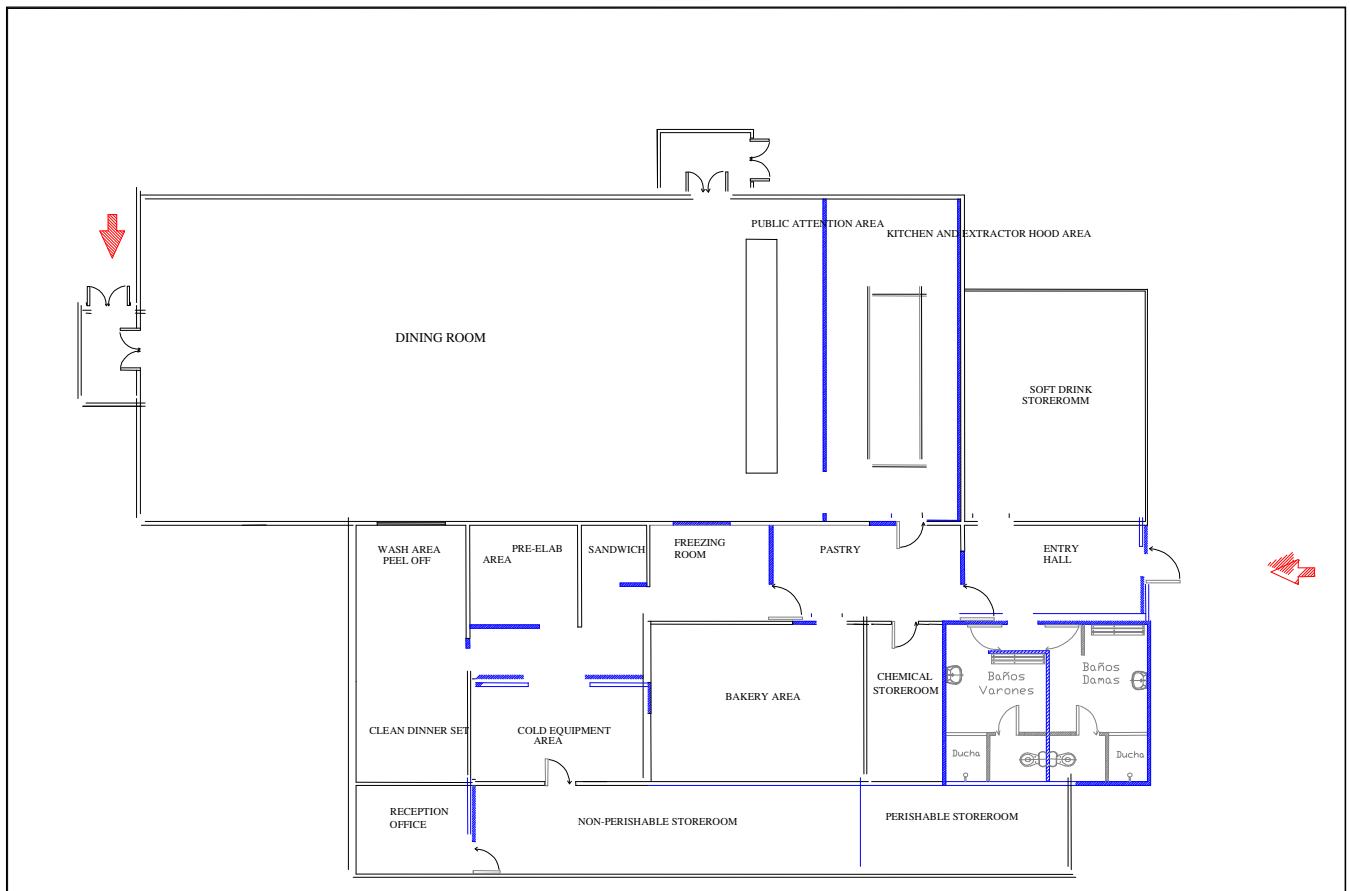 PUBLIC ATTENTION AREA
KITCHEN AND EXTRACTOR HOOD AREA
DINING ROOM
SOFT DRINK
STOREROMM
WASH AREA
PEEL OFF
PRE-ELAB
AREA
SANDWICH
FREEZING
ROOM
PASTRY
ENTRY
HALL
CLEAN DINNER SET
COLD EQUIPMENT
AREA
BAKERY AREA
CHEMICAL
STOREROOM
Baños
Varones
Baños
Damas
Ducha
Ducha
RECEPTION
OFFICE
NON-PERISHABLE STOREROOM
PERISHABLE STOREROOM